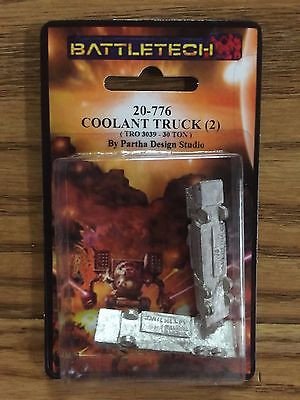 BATTLETECH
20-776
COOLANT TRUCK (2)
( TRO 3039 - 30 TON )
By Partha Design Studio